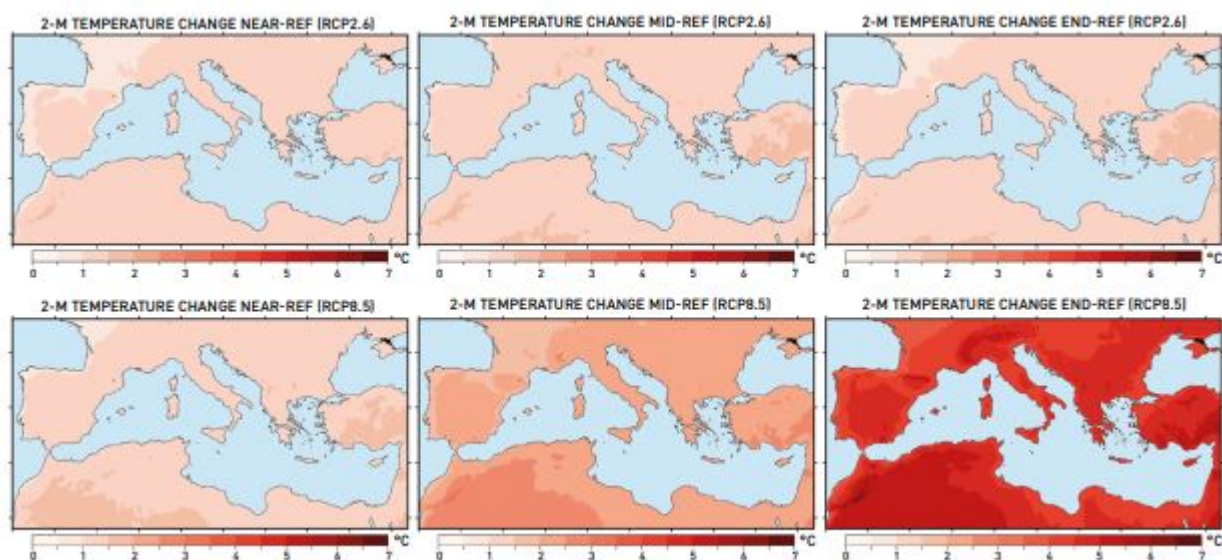 2-M TEMPERATURE CHANGE NEAR-REF (RCP2.6)
2-M TEMPERATURE CHANGE MID-REF (RCP2.6)
2-M TEMPERATURE CHANGE END-REF (RCP2.6)
0 1 2 3 4 5 6 7 °C
0 1 2 3 4 5 6 7 °C
0 1 2 3 4 5 6 7 °C
2-M TEMPERATURE CHANGE NEAR-REF (RCP8.5)
2-M TEMPERATURE CHANGE MID-REF (RCP8.5)
2-M TEMPERATURE CHANGE END-REF (RCP8.5)
0 1 2 3 4 5 6 7 °C
0 1 2 3 4 5 6 7 °C
0 1 2 3 4 5 6 7 °C